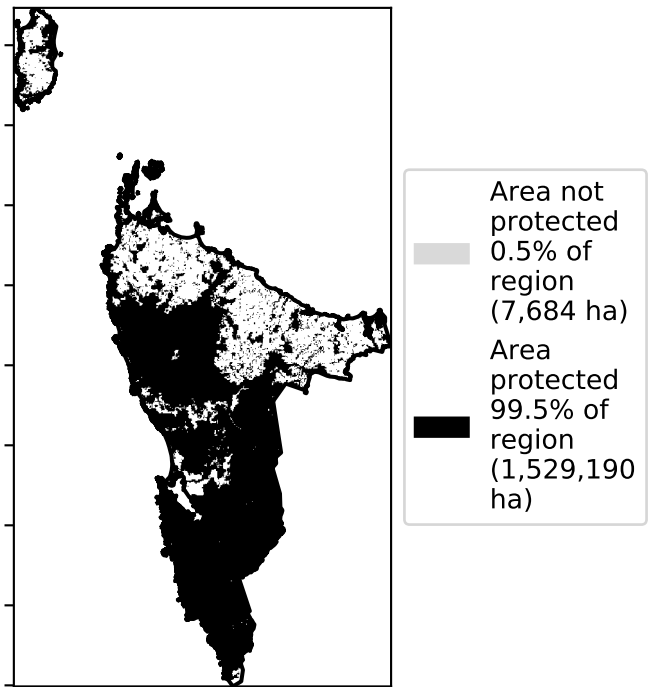 Area not
protected
0.5% of
region
(7,684 ha)
Area
protected
99.5% of
region
(1,529,190
ha)